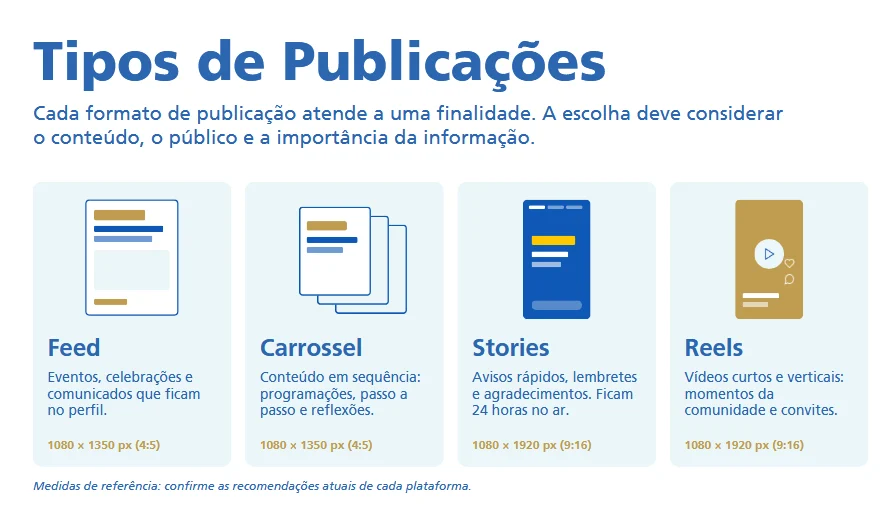 Tipos de Publicações
Cada formato de publicação atende a uma finalidade. A escolha deve considerar
o conteúdo, o público e a importância da informação.
Feed
Eventos, celebrações e
comunicados que ficam
no perfil.
1080 × 1350 px (4:5)
Carrossel
Conteúdo em sequência:
programações, passo a
passo e reflexões.
1080 × 1350 px (4:5)
Stories
Avisos rápidos, lembretes
e agradecimentos. Ficam
24 horas no ar.
1080 × 1920 px (9:16)
Reels
Vídeos curtos e verticais:
momentos da
comunidade e convites.
1080 × 1920 px (9:16)
Medidas de referência: confirme as recomendações atuais de cada plataforma.